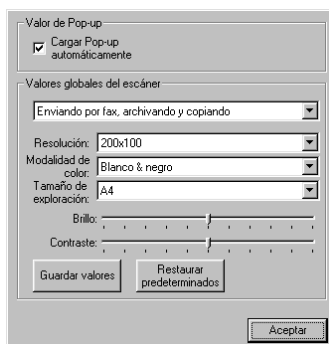 Valor de Pop-up
Cargar Pop-up
automáticamente
Valores globales del escáner
Enviando por fax, archivando y copiando
Resolución: 200x100
Modalidad de
color: Blanco & negro
Tamaño de
exploración: A4
Brillo:
Contraste:
Guardar valores
Restaurar
predeterminados
Aceptar